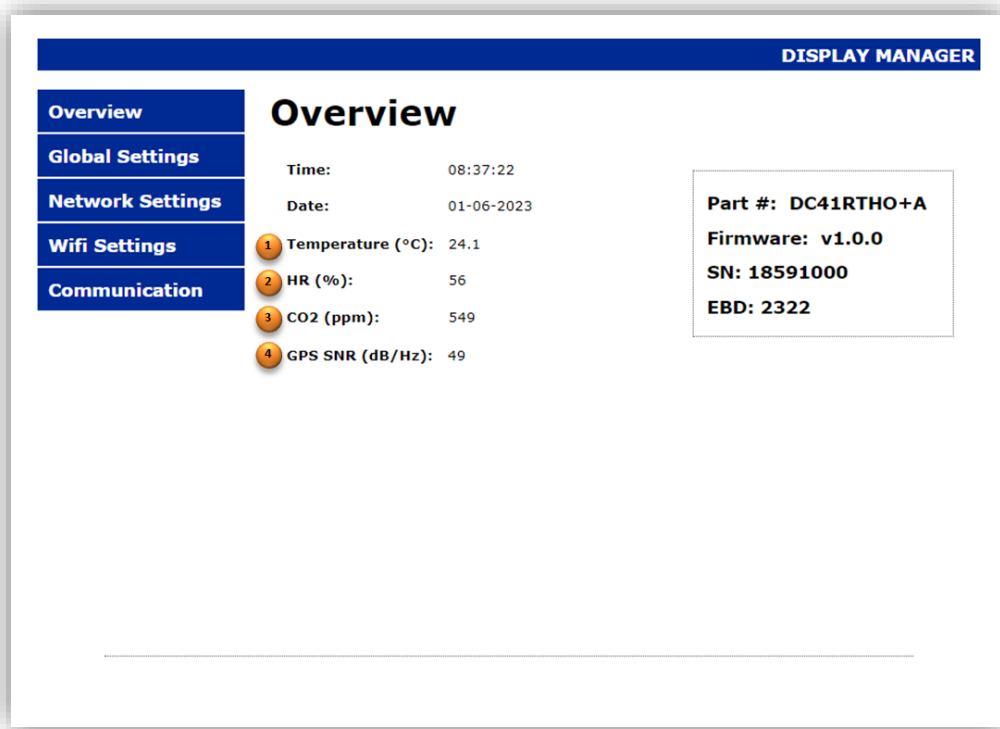 DISPLAY MANAGER
Overview
Global Settings
Network Settings
Wifi Settings
Communication
Overview
Time: 08:37:22
Date: 01-06-2023
1 Temperature (°C): 24.1
2 HR (%): 56
3 CO2 (ppm): 549
4 GPS SNR (dB/Hz): 49
Part #: DC41RTHO+A
Firmware: v1.0.0
SN: 18591000
EBD: 2322